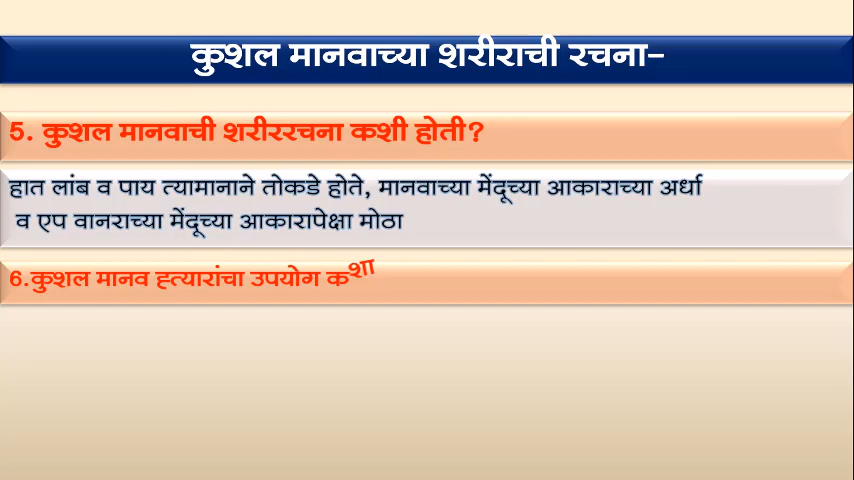 कुशल मानवाच्या शरीराची रचना-
5. कुशल मानवाची शरीररचना कशी होती?
हात लांब व पाय त्यामानाने तोकडे होते, मानवाच्या मेंदूच्या आकाराच्या अर्धा
व एप वानराच्या मेंदूच्या आकारापेक्षा मोठा
6.कुशल मानव ह्त्यारांचा उपयोग कशा